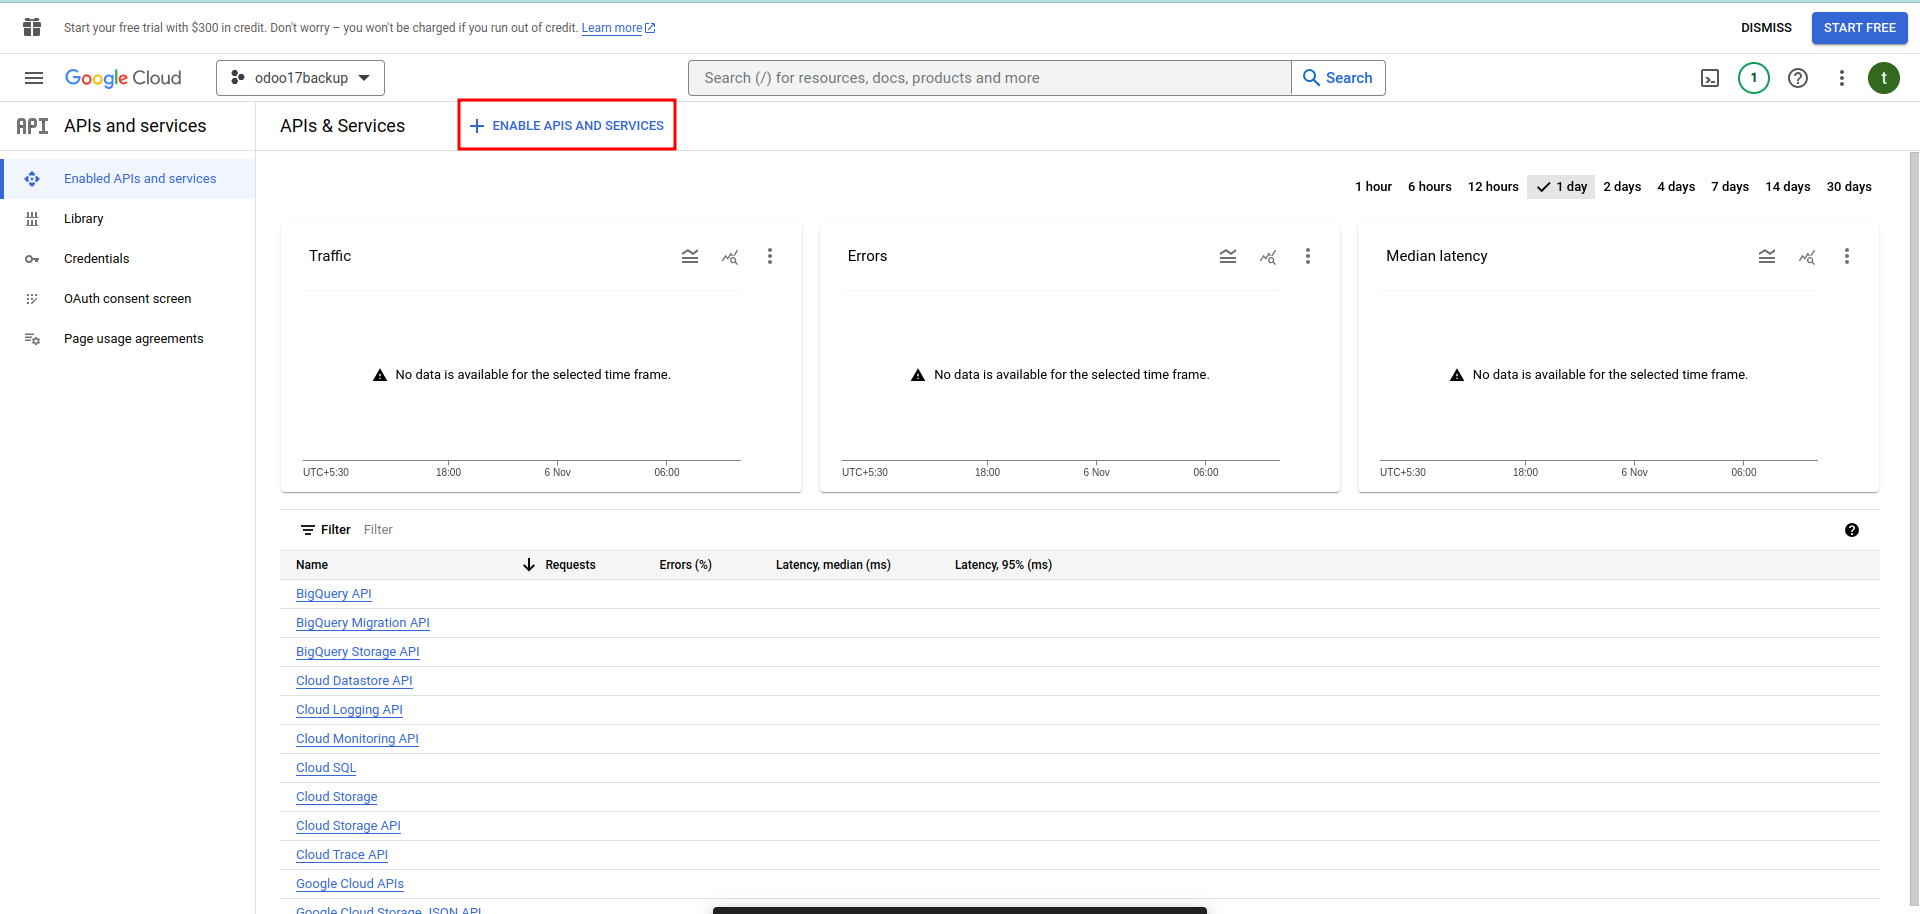 Start your free trial with $300 in credit. Don't worry – you won't be charged if you run out of credit. Learn more
DISMISS
START FREE
Google Cloud
odoo17backup
Search (/) for resources, docs, products and more
Search
1
t
API APIs and services
APIs & Services
ENABLE APIS AND SERVICES
Enabled APIs and services
Library
Credentials
OAuth consent screen
Page usage agreements
1 hour 6 hours 12 hours 1 day 2 days 4 days 7 days 14 days 30 days
Traffic
No data is available for the selected time frame.
UTC+5:30 18:00 6 Nov 06:00
Errors
No data is available for the selected time frame.
UTC+5:30 18:00 6 Nov 06:00
Median latency
No data is available for the selected time frame.
UTC+5:30 18:00 6 Nov 06:00
Filter Filter
Name Requests Errors (%) Latency, median (ms) Latency, 95% (ms)
BigQuery API
BigQuery Migration API
BigQuery Storage API
Cloud Datastore API
Cloud Logging API
Cloud Monitoring API
Cloud SQL
Cloud Storage
Cloud Storage API
Cloud Trace API
Google Cloud APIs
Google Cloud Storage JSON API